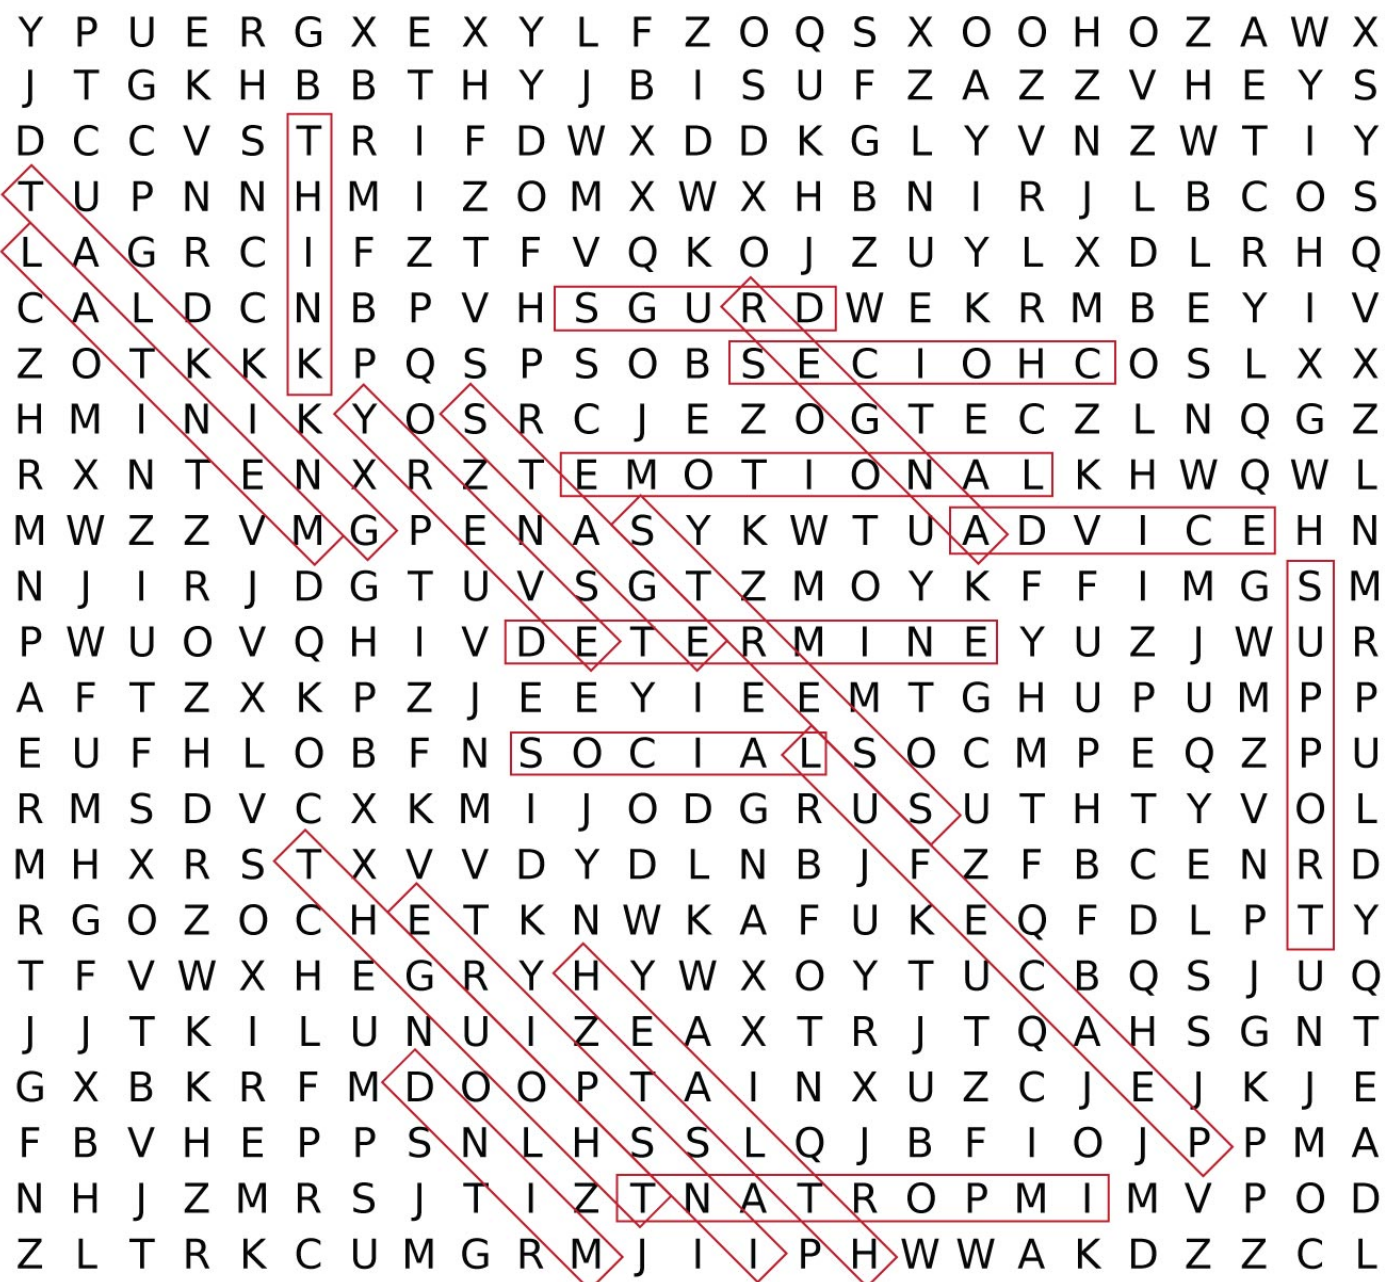 Y P U E R G X E X Y L F Z O Q S X O O H O Z A W X
J T G K H B B T H Y J B I S U F Z A Z Z V H E Y S
D C C V S T R I F D W X D D K G L Y V N Z W T I Y
T U P N N H M I Z O M X W X H B N I R J L B C O S
L A G R C I F Z T F V Q K O J Z U Y L X D L R H Q
C A L D C N B P V H S G U R D W E K R M B E Y I V
Z O T K K K P Q S P S O B S E C I O H C O S L X X
H M I N I K Y O S R C J E Z O G T E C Z L N Q G Z
R X N T E N X R Z T E M O T I O N A L K H W Q W L
M W Z Z V M G P E N A S Y K W T U A D V I C E H N
N J I R J D G T U V S G T Z M O Y K F F I M G S M
P W U O V Q H I V D E T E R M I N E Y U Z J W U R
A F T Z X K P Z J E E Y I E E M T G H U P U M P P
E U F H L O B F N S O C I A L S O C M P E Q Z P U
R M S D V C X K M I J O D G R U S U T H T Y V O L
M H X R S T X V V D Y D L N B J F Z F B C E N R D
R G O Z O C H E T K N W K A F U K E Q F D L P T Y
T F V W X H E G R Y H Y W X O Y T U C B Q S J U Q
J J T K I L U N U I Z E A X T R J T Q A H S G N T
G X B K R F M D O O P T A I N X U Z C J E J K J E
F B V H E P P S N L H S S L Q J B F I O J P P M A
N H J Z M R S J T I Z T N A T R O P M I M V P O D
Z L T R K C U M G R M J I I P H W W A K D Z Z C L